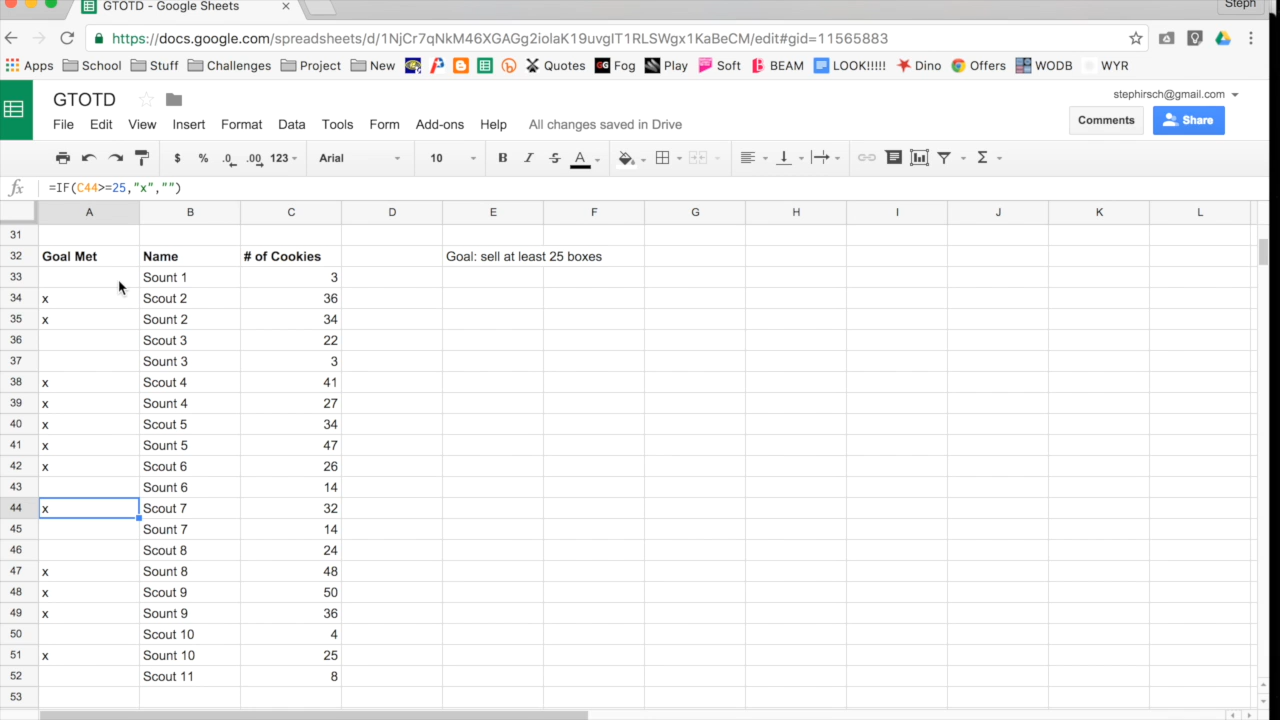 GTOTD - Google Sheets
Steph
https://docs.google.com/spreadsheets/d/1NjCr7qNkM46XGAGg2iolaK19uvgIT1RLSWgx1KaBeCM/edit#gid=11565883
Apps School Stuff Challenges Project New Quotes GG Fog Play Soft BEAM LOOK!!!!! Dino Offers WODB WYR
GTOTD
stephirsch@gmail.com
File Edit View Insert Format Data Tools Form Add-ons Help All changes saved in Drive
Comments Share
$ % .0 .00 123 Arial 10 B I S A Σ
fx =IF(C44>=25,"x","")
A B C D E F G H I J K L
31
32 Goal Met Name # of Cookies Goal: sell at least 25 boxes
33 Sount 1 3
34 x Scout 2 36
35 x Sount 2 34
36 Scout 3 22
37 Sount 3 3
38 x Scout 4 41
39 x Sount 4 27
40 x Scout 5 34
41 x Sount 5 47
42 x Scout 6 26
43 Sount 6 14
44 x Scout 7 32
45 Sount 7 14
46 Scout 8 24
47 x Sount 8 48
48 x Scout 9 50
49 x Sount 9 36
50 Scout 10 4
51 x Sount 10 25
52 Scout 11 8
53